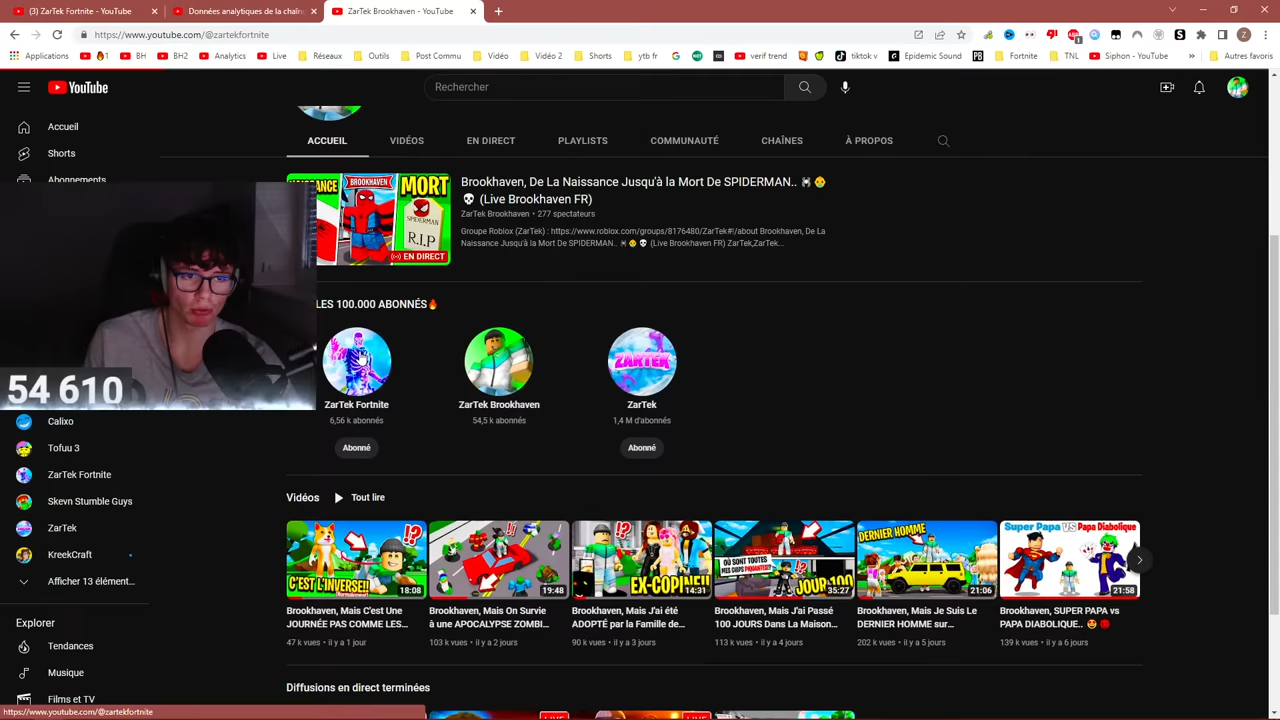 (3) ZarTek Fortnite - YouTube
Données analytiques de la chaîn
ZarTek Brookhaven - YouTube
https://www.youtube.com/@zartekfortnite
Applications
1
BH
BH2
Analytics
Live
Réseaux
Outils
Post Commu
Vidéo
Vidéo 2
Shorts
ytb fr
verif trend
tiktok v
Epidemic Sound
Fortnite
TNL
Siphon - YouTube
»
Autres favoris
YouTube
Rechercher
Accueil
Shorts
Abonnements
ACCUEIL
VIDÉOS
EN DIRECT
PLAYLISTS
COMMUNAUTÉ
CHAÎNES
À PROPOS
NAISSANCE
BROOKHAVEN
MORT
SPIDERMAN
R.I.P
EN DIRECT
Brookhaven, De La Naissance Jusqu'à la Mort De SPIDERMAN.. 🕷👴
💀 (Live Brookhaven FR)
ZarTek Brookhaven • 277 spectateurs
Groupe Roblox (ZarTek) : https://www.roblox.com/groups/8176480/ZarTek#!/about Brookhaven, De La
Naissance Jusqu'à la Mort De SPIDERMAN.. 🕷👴💀 (Live Brookhaven FR) ZarTek,ZarTek...
LES 100.000 ABONNÉS🔥
ZARTEK
ZarTek Fortnite
ZarTek Brookhaven
ZarTek
6,56 k abonnés
54,5 k abonnés
1,4 M d'abonnés
Abonné
Abonné
54 610
Calixo
Tofuu 3
ZarTek Fortnite
Skevn Stumble Guys
ZarTek
KreekCraft
Afficher 13 élément...
Explorer
Tendances
Musique
Films et TV
Vidéos
Tout lire
!?
C'EST L'INVERSE!!
18:08
19:48
!?
EX-COPINE!!
14:31
OÙ SONT TOUTES
MES CHIPS PIQUANTES?!
!?
JOUR 100
35:27
DERNIER HOMME
21:06
Super Papa VS Papa Diabolique
21:58
Brookhaven, Mais C'est Une
JOURNÉE PAS COMME LES...
47 k vues • il y a 1 jour
Brookhaven, Mais On Survie
à une APOCALYPSE ZOMBI...
103 k vues • il y a 2 jours
Brookhaven, Mais J'ai été
ADOPTÉ par la Famille de...
90 k vues • il y a 3 jours
Brookhaven, Mais J'ai Passé
100 JOURS Dans La Maison...
113 k vues • il y a 4 jours
Brookhaven, Mais Je Suis Le
DERNIER HOMME sur...
202 k vues • il y a 5 jours
Brookhaven, SUPER PAPA vs
PAPA DIABOLIQUE..
139 k vues • il y a 6 jours
Diffusions en direct terminées
LIVE
LIVE
https://www.youtube.com/@zartekfortnite